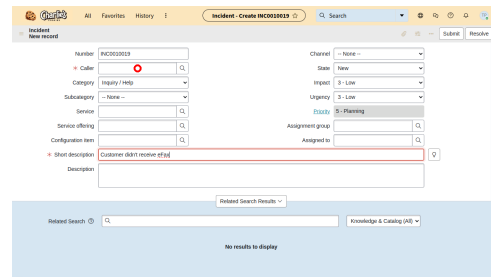 Charlie's
All Favorites History
Incident - Create INC0010019
Search
Incident
New record
Submit Resolve
Number INC0010019
Channel -- None --
Caller
State New
Category Inquiry / Help
Impact 3 - Low
Subcategory -- None --
Urgency 3 - Low
Service
Priority 5 - Planning
Service offering
Assignment group
Configuration item
Assigned to
Short description Customer didn't receive eFax
Description
Related Search Results
Related Search
Knowledge & Catalog (All)
No results to display